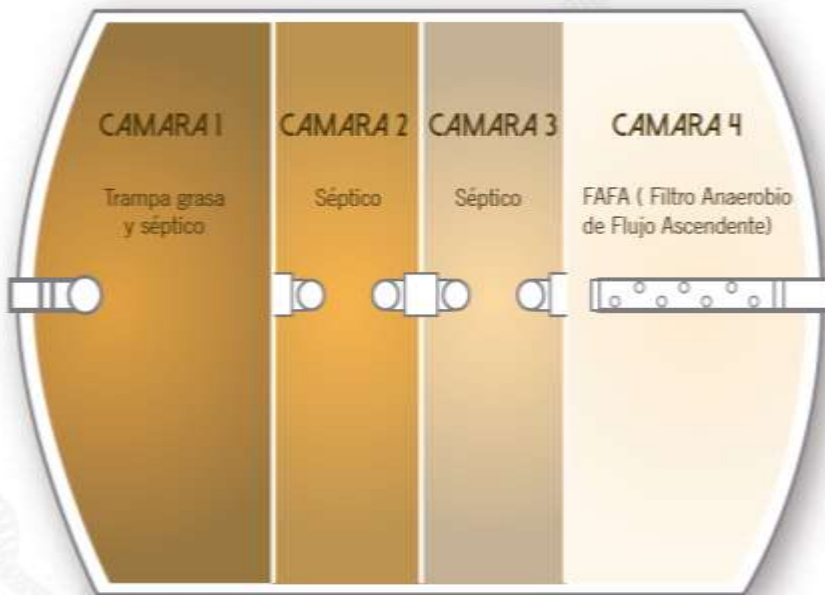 CAMARA 1
Trampa grasa
y séptico
CAMARA 2
Séptico
CAMARA 3
Séptico
CAMARA 4
FAFA ( Filtro Anaerobio
de Flujo Ascendente)